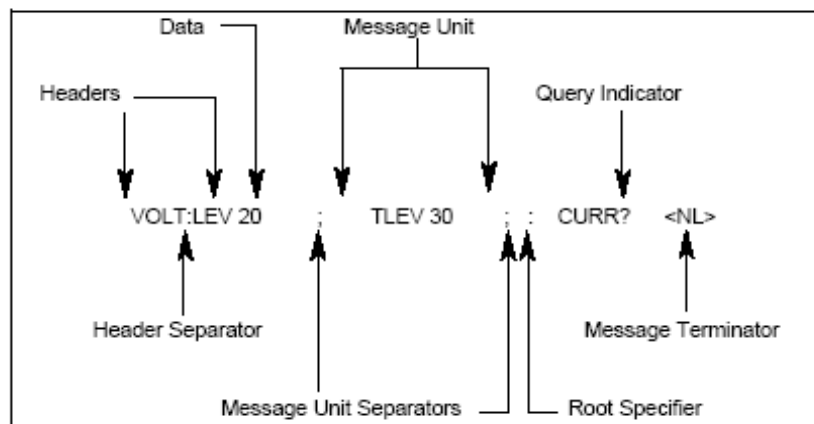 Data Message Unit
Headers Query Indicator
VOLT:LEV 20 ; TLEV 30 ; : CURR? <NL>
Header Separator Message Terminator
Message Unit Separators Root Specifier